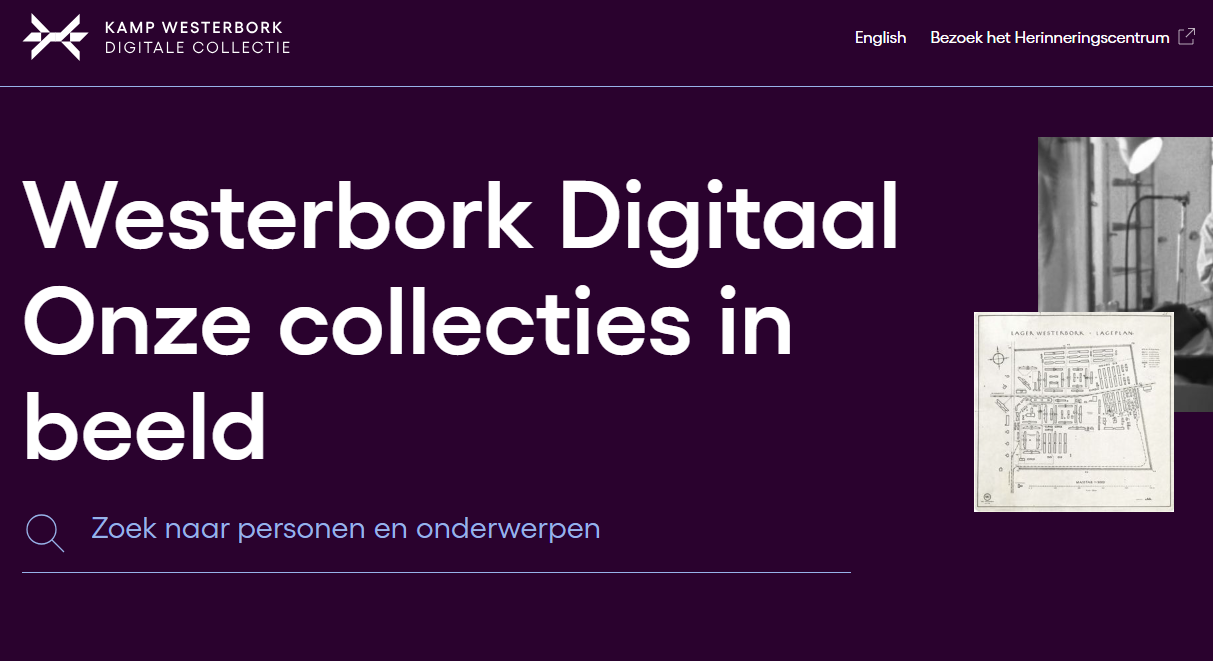 KAMP WESTERBORK
DIGITALE COLLECTIE
English
Bezoek het Herinneringscentrum
Westerbork Digitaal
Onze collecties in
beeld
Zoek naar personen en onderwerpen
LAGER WESTERBORK - LAGEPLAN